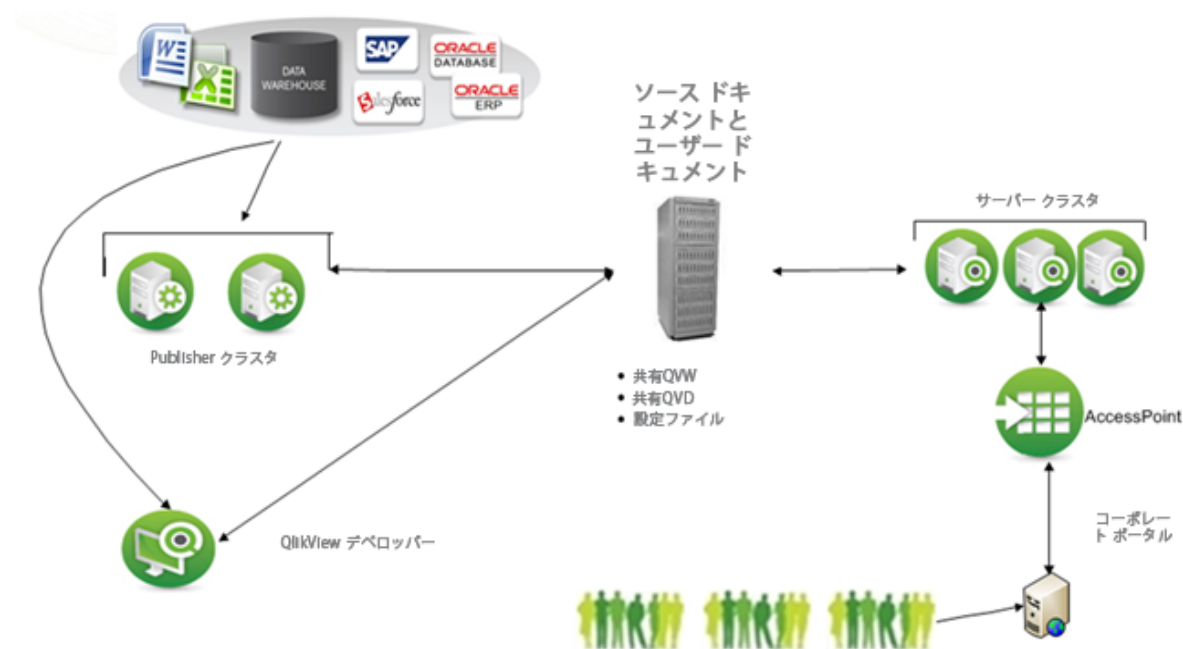 W
X
DATA
WAREHOUSE
SAP
ORACLE
DATABASE
salesforce
ORACLE
ERP
ソース ドキ
ュメントと
ユーザー ド
キュメント
サーバー クラスタ
Publisher クラスタ
• 共有QVW
• 共有QVD
• 設定ファイル
AccessPoint
コーポレー
ト ポータル
QlikView デベロッパー